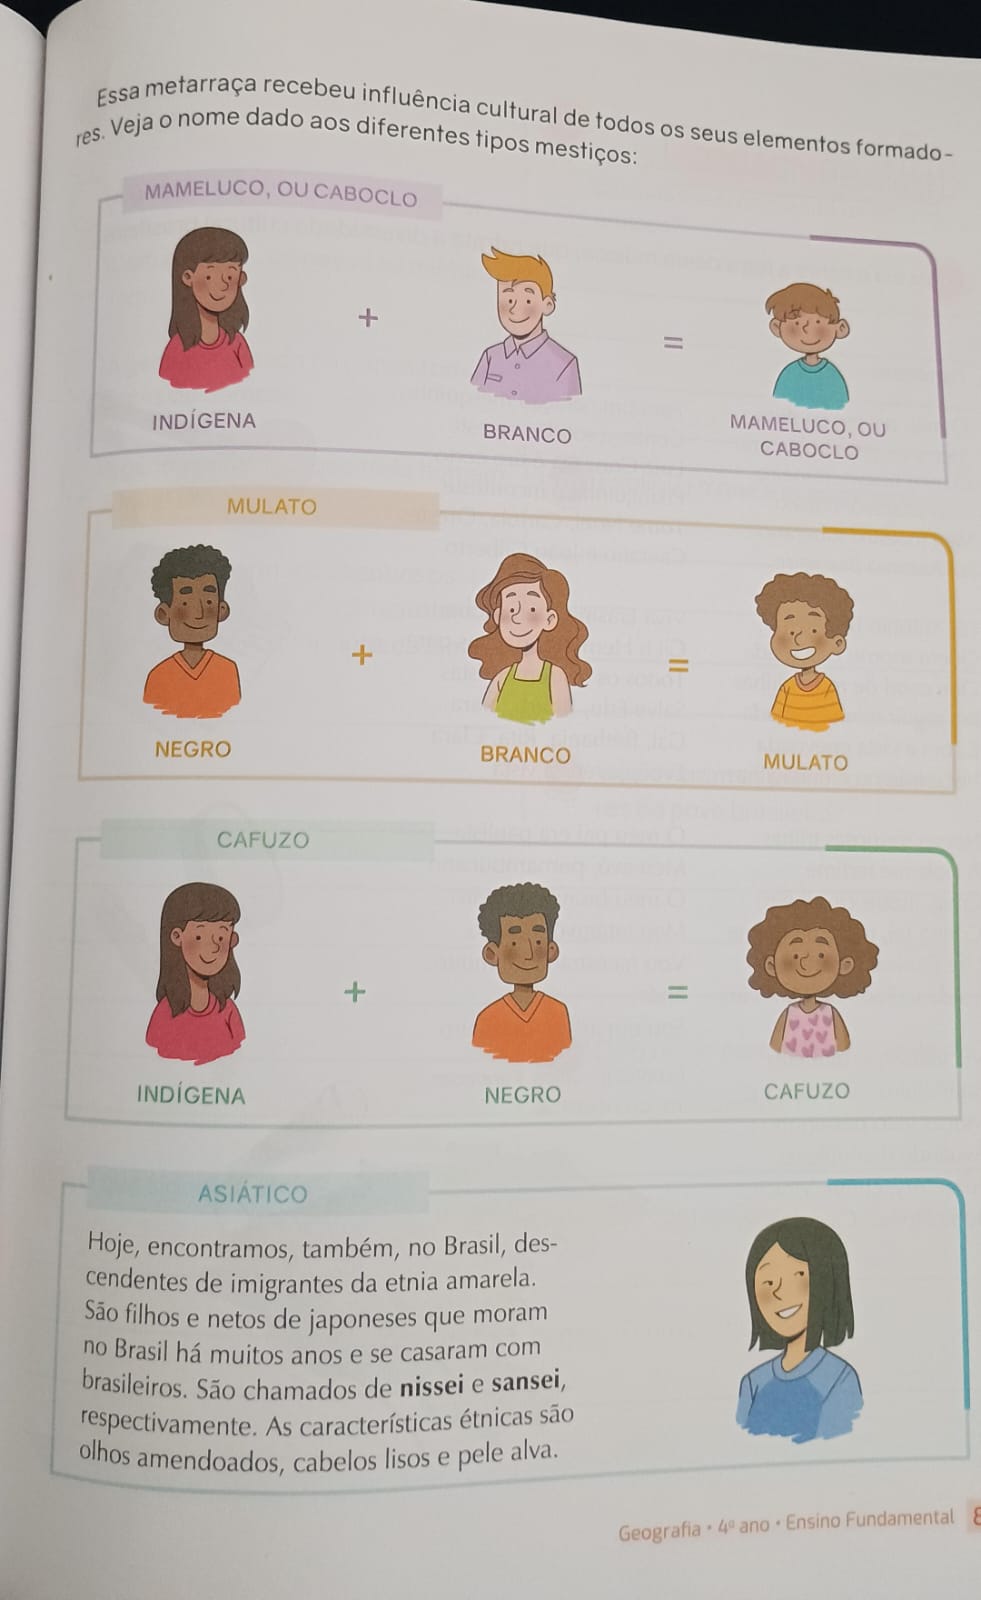 Essa metarraça recebeu influência cultural de todos os seus elementos formado-
res. Veja o nome dado aos diferentes tipos mestiços:
MAMELUCO, OU CABOCLO
+
=
INDÍGENA
BRANCO
MAMELUCO, OU
CABOCLO
MULATO
+
=
NEGRO
BRANCO
MULATO
CAFUZO
+
=
INDÍGENA
NEGRO
CAFUZO
ASIÁTICO
Hoje, encontramos, também, no Brasil, des-
cendentes de imigrantes da etnia amarela.
São filhos e netos de japoneses que moram
no Brasil há muitos anos e se casaram com
brasileiros. São chamados de nissei e sansei,
respectivamente. As características étnicas são
olhos amendoados, cabelos lisos e pele alva.
Geografia • 4º ano • Ensino Fundamental